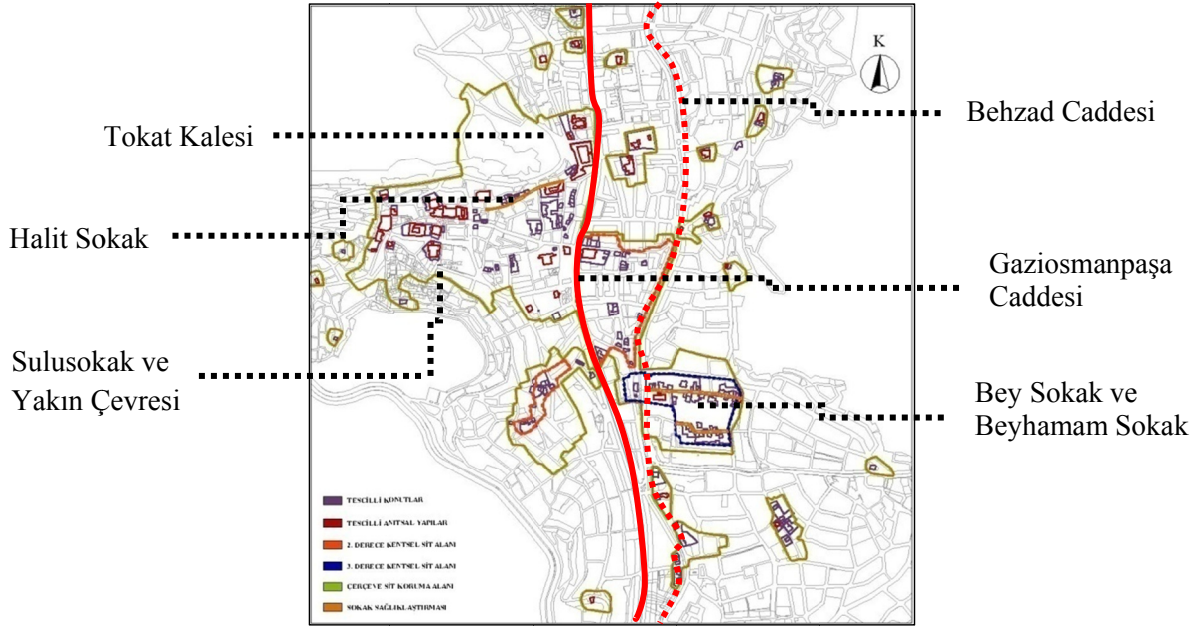 K
Behzad Caddesi
Tokat Kalesi
Halit Sokak
Gaziosmanpaşa
Caddesi
Sulusokak ve
Yakın Çevresi
Bey Sokak ve
Beyhamam Sokak
TESCİLLİ KONUTLAR
TESCİLLİ ANITSAL YAPILAR
2. DERECE KENTSEL SİT ALANI
3. DERECE KENTSEL SİT ALANI
ÇERÇEVE SİT KORUMA ALANI
SOKAK SAĞLIKLAŞTIRMASI